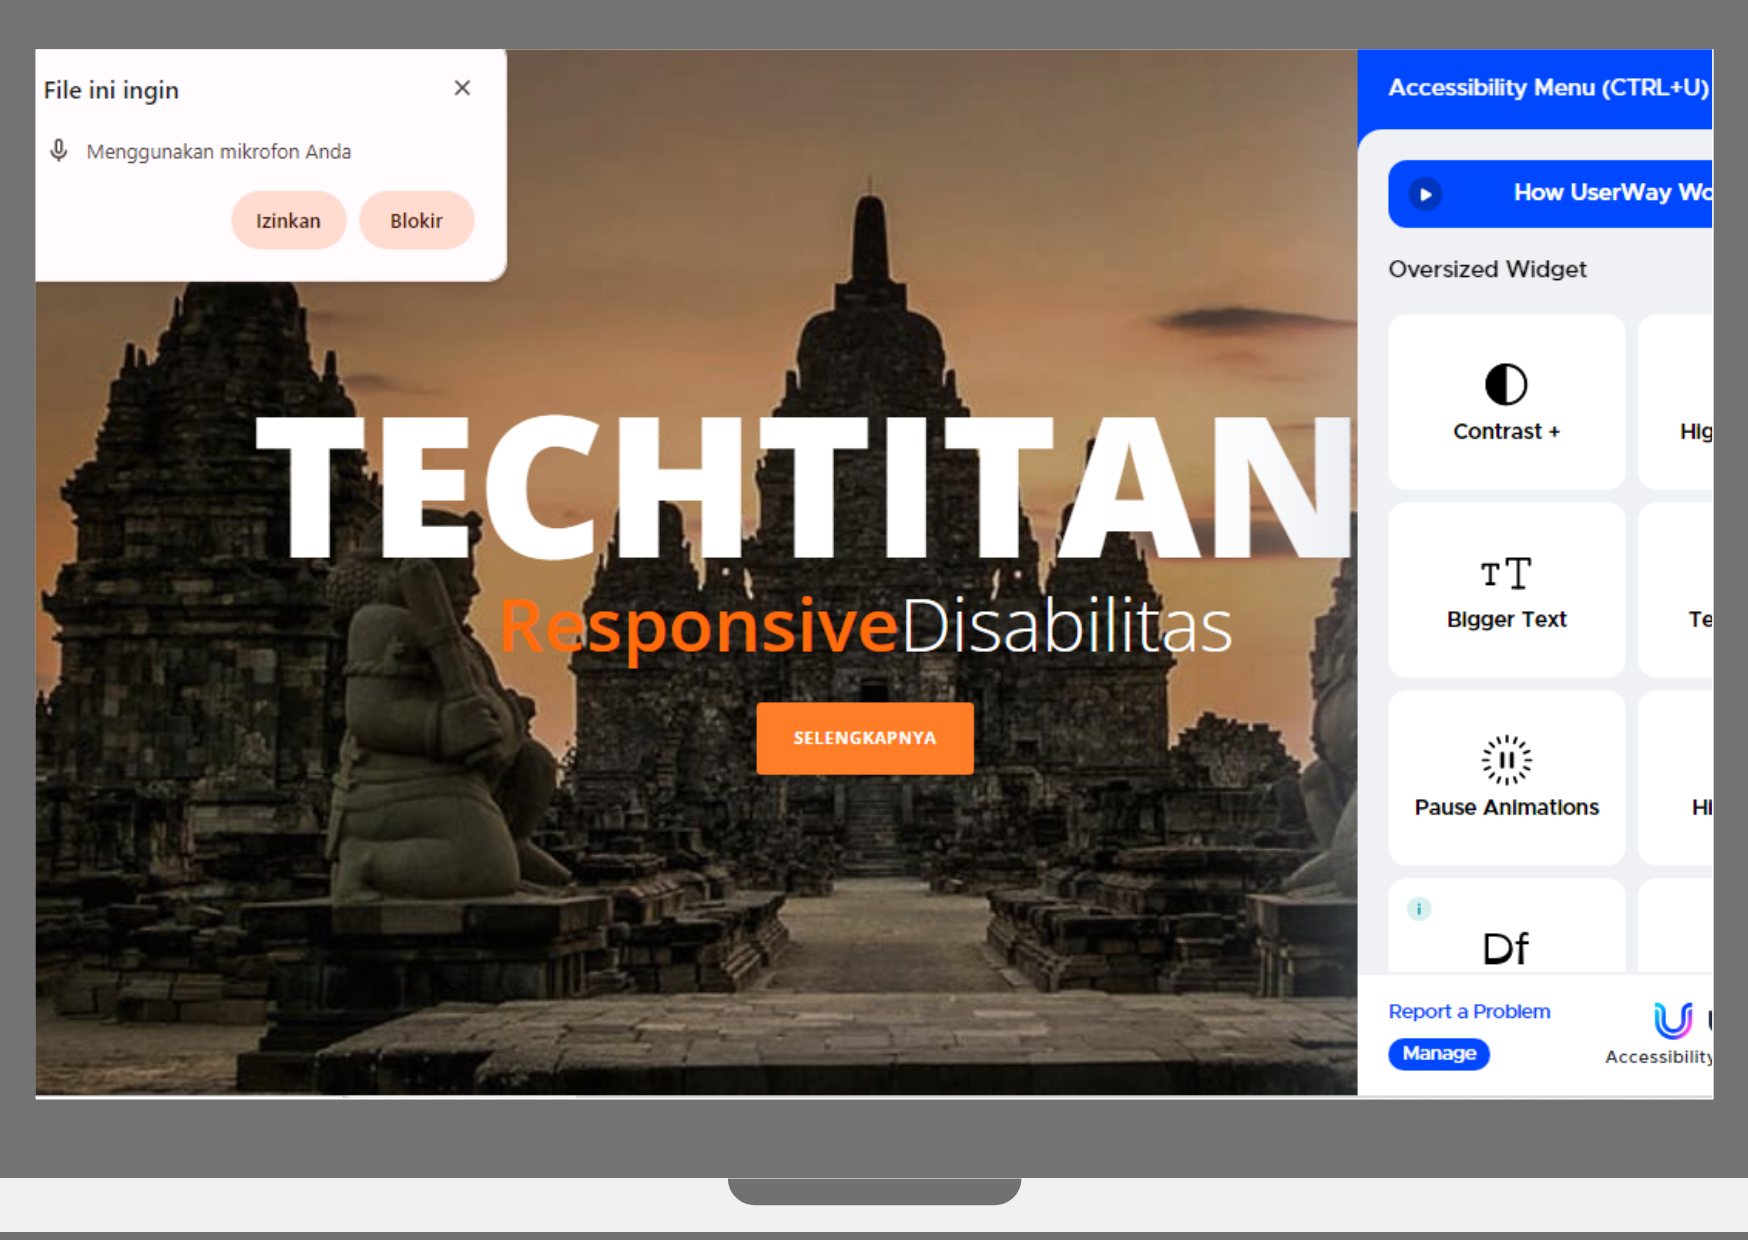 File ini ingin
Menggunakan mikrofon Anda
Izinkan
Blokir
TECHTITAN
ResponsiveDisabilitas
SELENGKAPNYA
Accessibility Menu (CTRL+U)
How UserWay Wo
Oversized Widget
Contrast +
Hig
Bigger Text
Te
Pause Animations
Hi
Df
Report a Problem
Manage
Accessibility